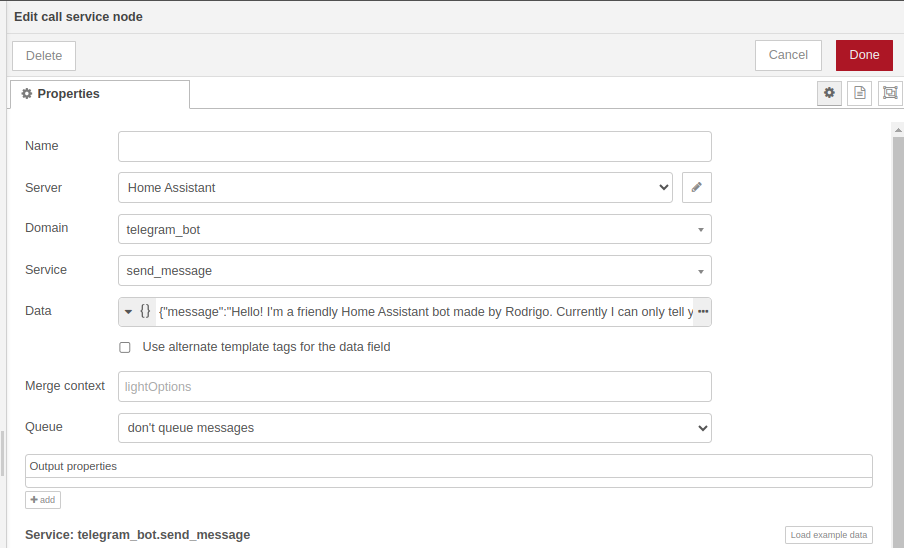 Edit call service node
Delete
Cancel
Done
Properties
Name
Server
Home Assistant
Domain
telegram_bot
Service
send_message
Data
{} {"message":"Hello! I'm a friendly Home Assistant bot made by Rodrigo. Currently I can only tell y
Use alternate template tags for the data field
Merge context
lightOptions
Queue
don't queue messages
Output properties
add
Service: telegram_bot.send_message
Load example data